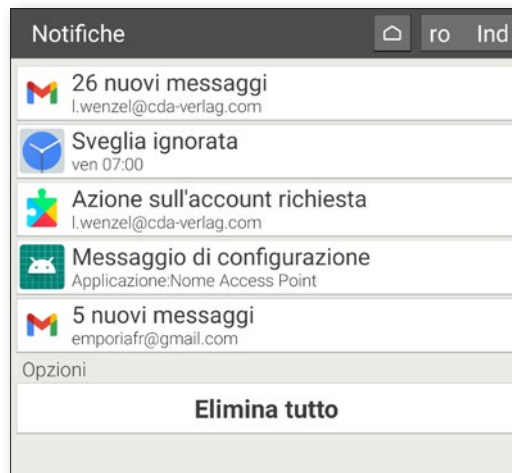 Notifiche ro Ind
26 nuovi messaggi
l.wenzel@cda-verlag.com
Sveglia ignorata
ven 07:00
Azione sull'account richiesta
l.wenzel@cda-verlag.com
Messaggio di configurazione
Applicazione:Nome Access Point
5 nuovi messaggi
emporiafr@gmail.com
Opzioni
Elimina tutto